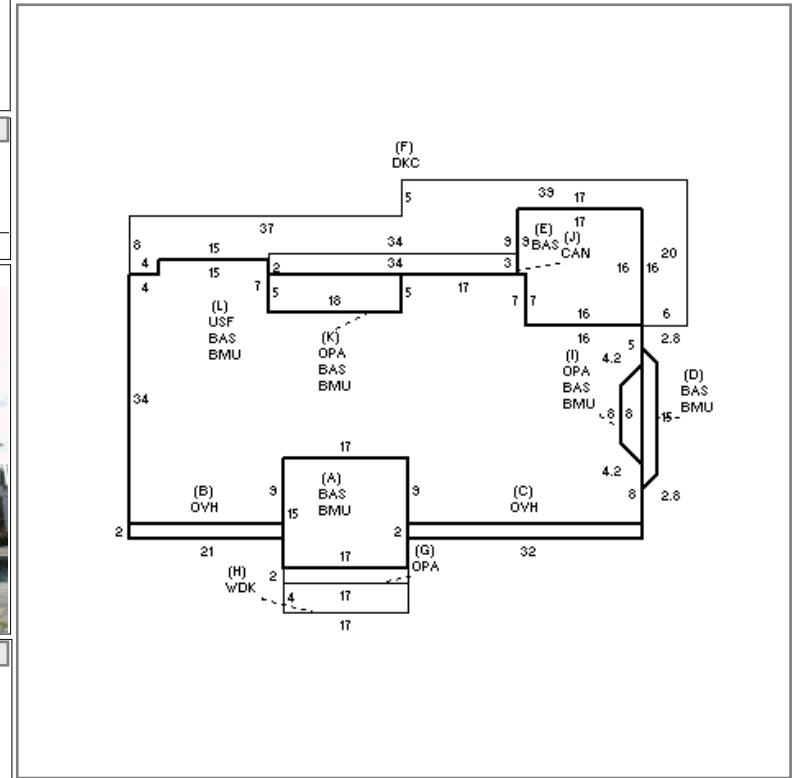 (F)
DKC
5
39
17
37
17
8
34
9
9
(E)
BAS
(J)
CAN
20
15
4
2
34
3
16
16
15
4
7
5
5
17
7
7
18
16
6
(L)
USF
BAS
BMU
(K)
OPA
BAS
BMU
16
5
2.8
4.2
(I)
OPA
BAS
BMU
(D)
BAS
BMU
34
8
8
15
17
4.2
(B)
OVH
9
(A)
BAS
BMU
9
(C)
OVH
8
2.8
15
2
17
2
21
32
(G)
OPA
(H)
WDK
2
4
17
17